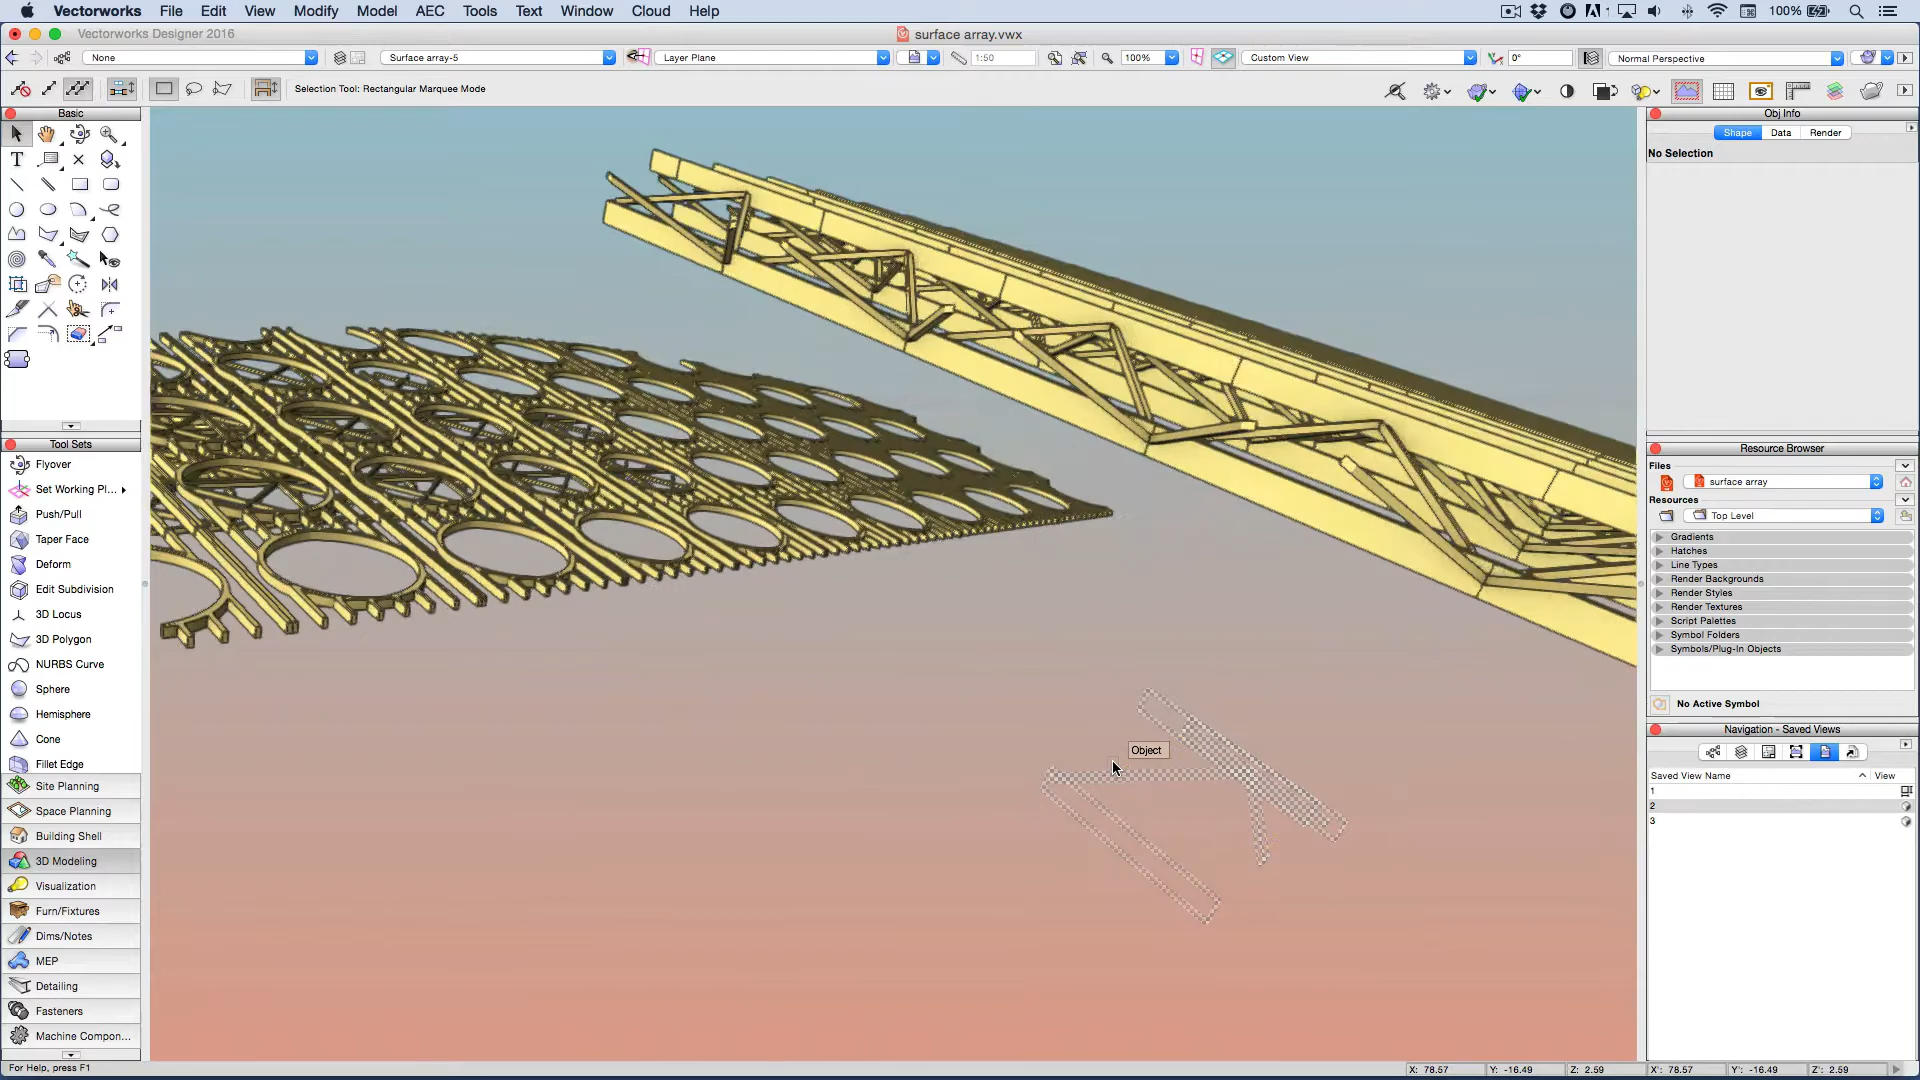 Vectorworks File Edit View Modify Model AEC Tools Text Window Cloud Help 100%
Vectorworks Designer 2016 surface array.vwx
None Surface array-5 Layer Plane 1:50 100% Custom View 0° Normal Perspective
Selection Tool: Rectangular Marquee Mode
Basic
T
Tool Sets
Flyover
Set Working Pl...
Push/Pull
Taper Face
Deform
Edit Subdivision
3D Locus
3D Polygon
NURBS Curve
Sphere
Hemisphere
Cone
Fillet Edge
Site Planning
Space Planning
Building Shell
3D Modeling
Visualization
Furn/Fixtures
Dims/Notes
MEP
Detailing
Fasteners
Machine Compon...
Object
Obj Info
Shape Data Render
No Selection
Resource Browser
Files
surface array
Resources
Top Level
Gradients
Hatches
Line Types
Render Backgrounds
Render Styles
Render Textures
Script Palettes
Symbol Folders
Symbols/Plug-In Objects
No Active Symbol
Navigation - Saved Views
Saved View Name View
1
2
3
For Help, press F1 X: 78.57 Y: -16.49 Z: 2.59 X': 78.57 Y': -16.49 Z': 2.59